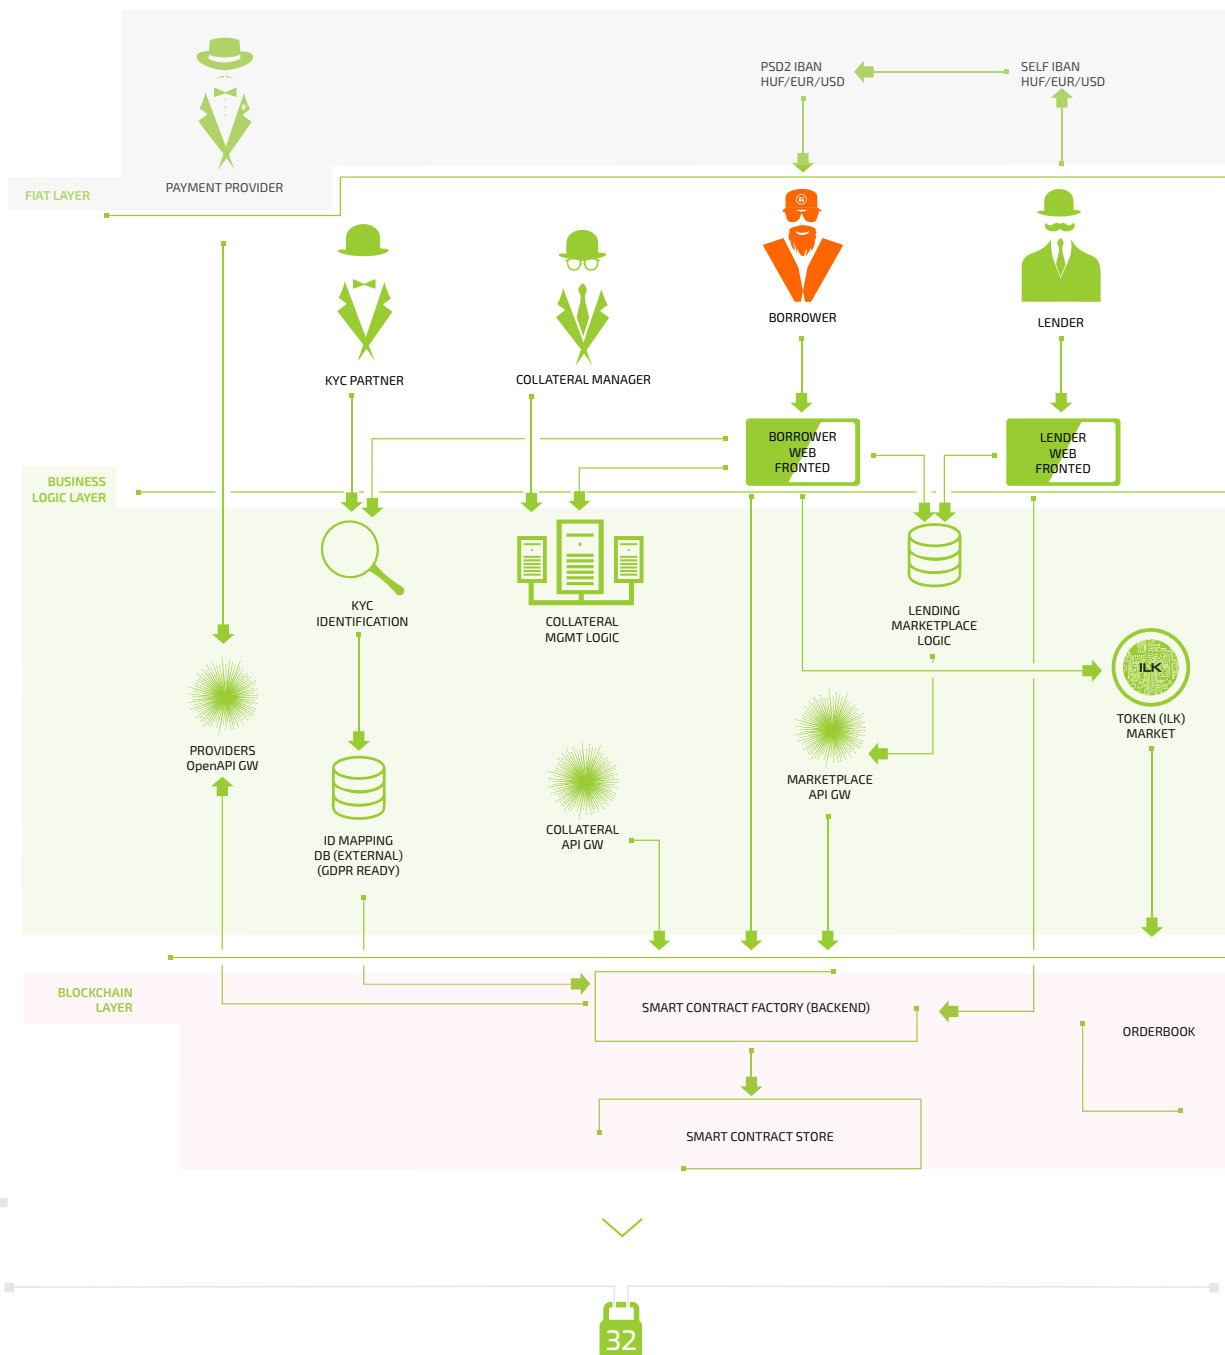 PSD2 IBAN
HUF/EUR/USD
SELF IBAN
HUF/EUR/USD
PAYMENT PROVIDER
FIAT LAYER
BORROWER
LENDER
KYC PARTNER
COLLATERAL MANAGER
BORROWER
WEB
FRONTED
LENDER
WEB
FRONTED
BUSINESS
LOGIC LAYER
KYC
IDENTIFICATION
COLLATERAL
MGMT LOGIC
LENDING
MARKETPLACE
LOGIC
ILK
TOKEN (ILK)
MARKET
PROVIDERS
OpenAPI GW
MARKETPLACE
API GW
COLLATERAL
API GW
ID MAPPING
DB (EXTERNAL)
(GDPR READY)
BLOCKCHAIN
LAYER
SMART CONTRACT FACTORY (BACKEND)
ORDERBOOK
SMART CONTRACT STORE
32